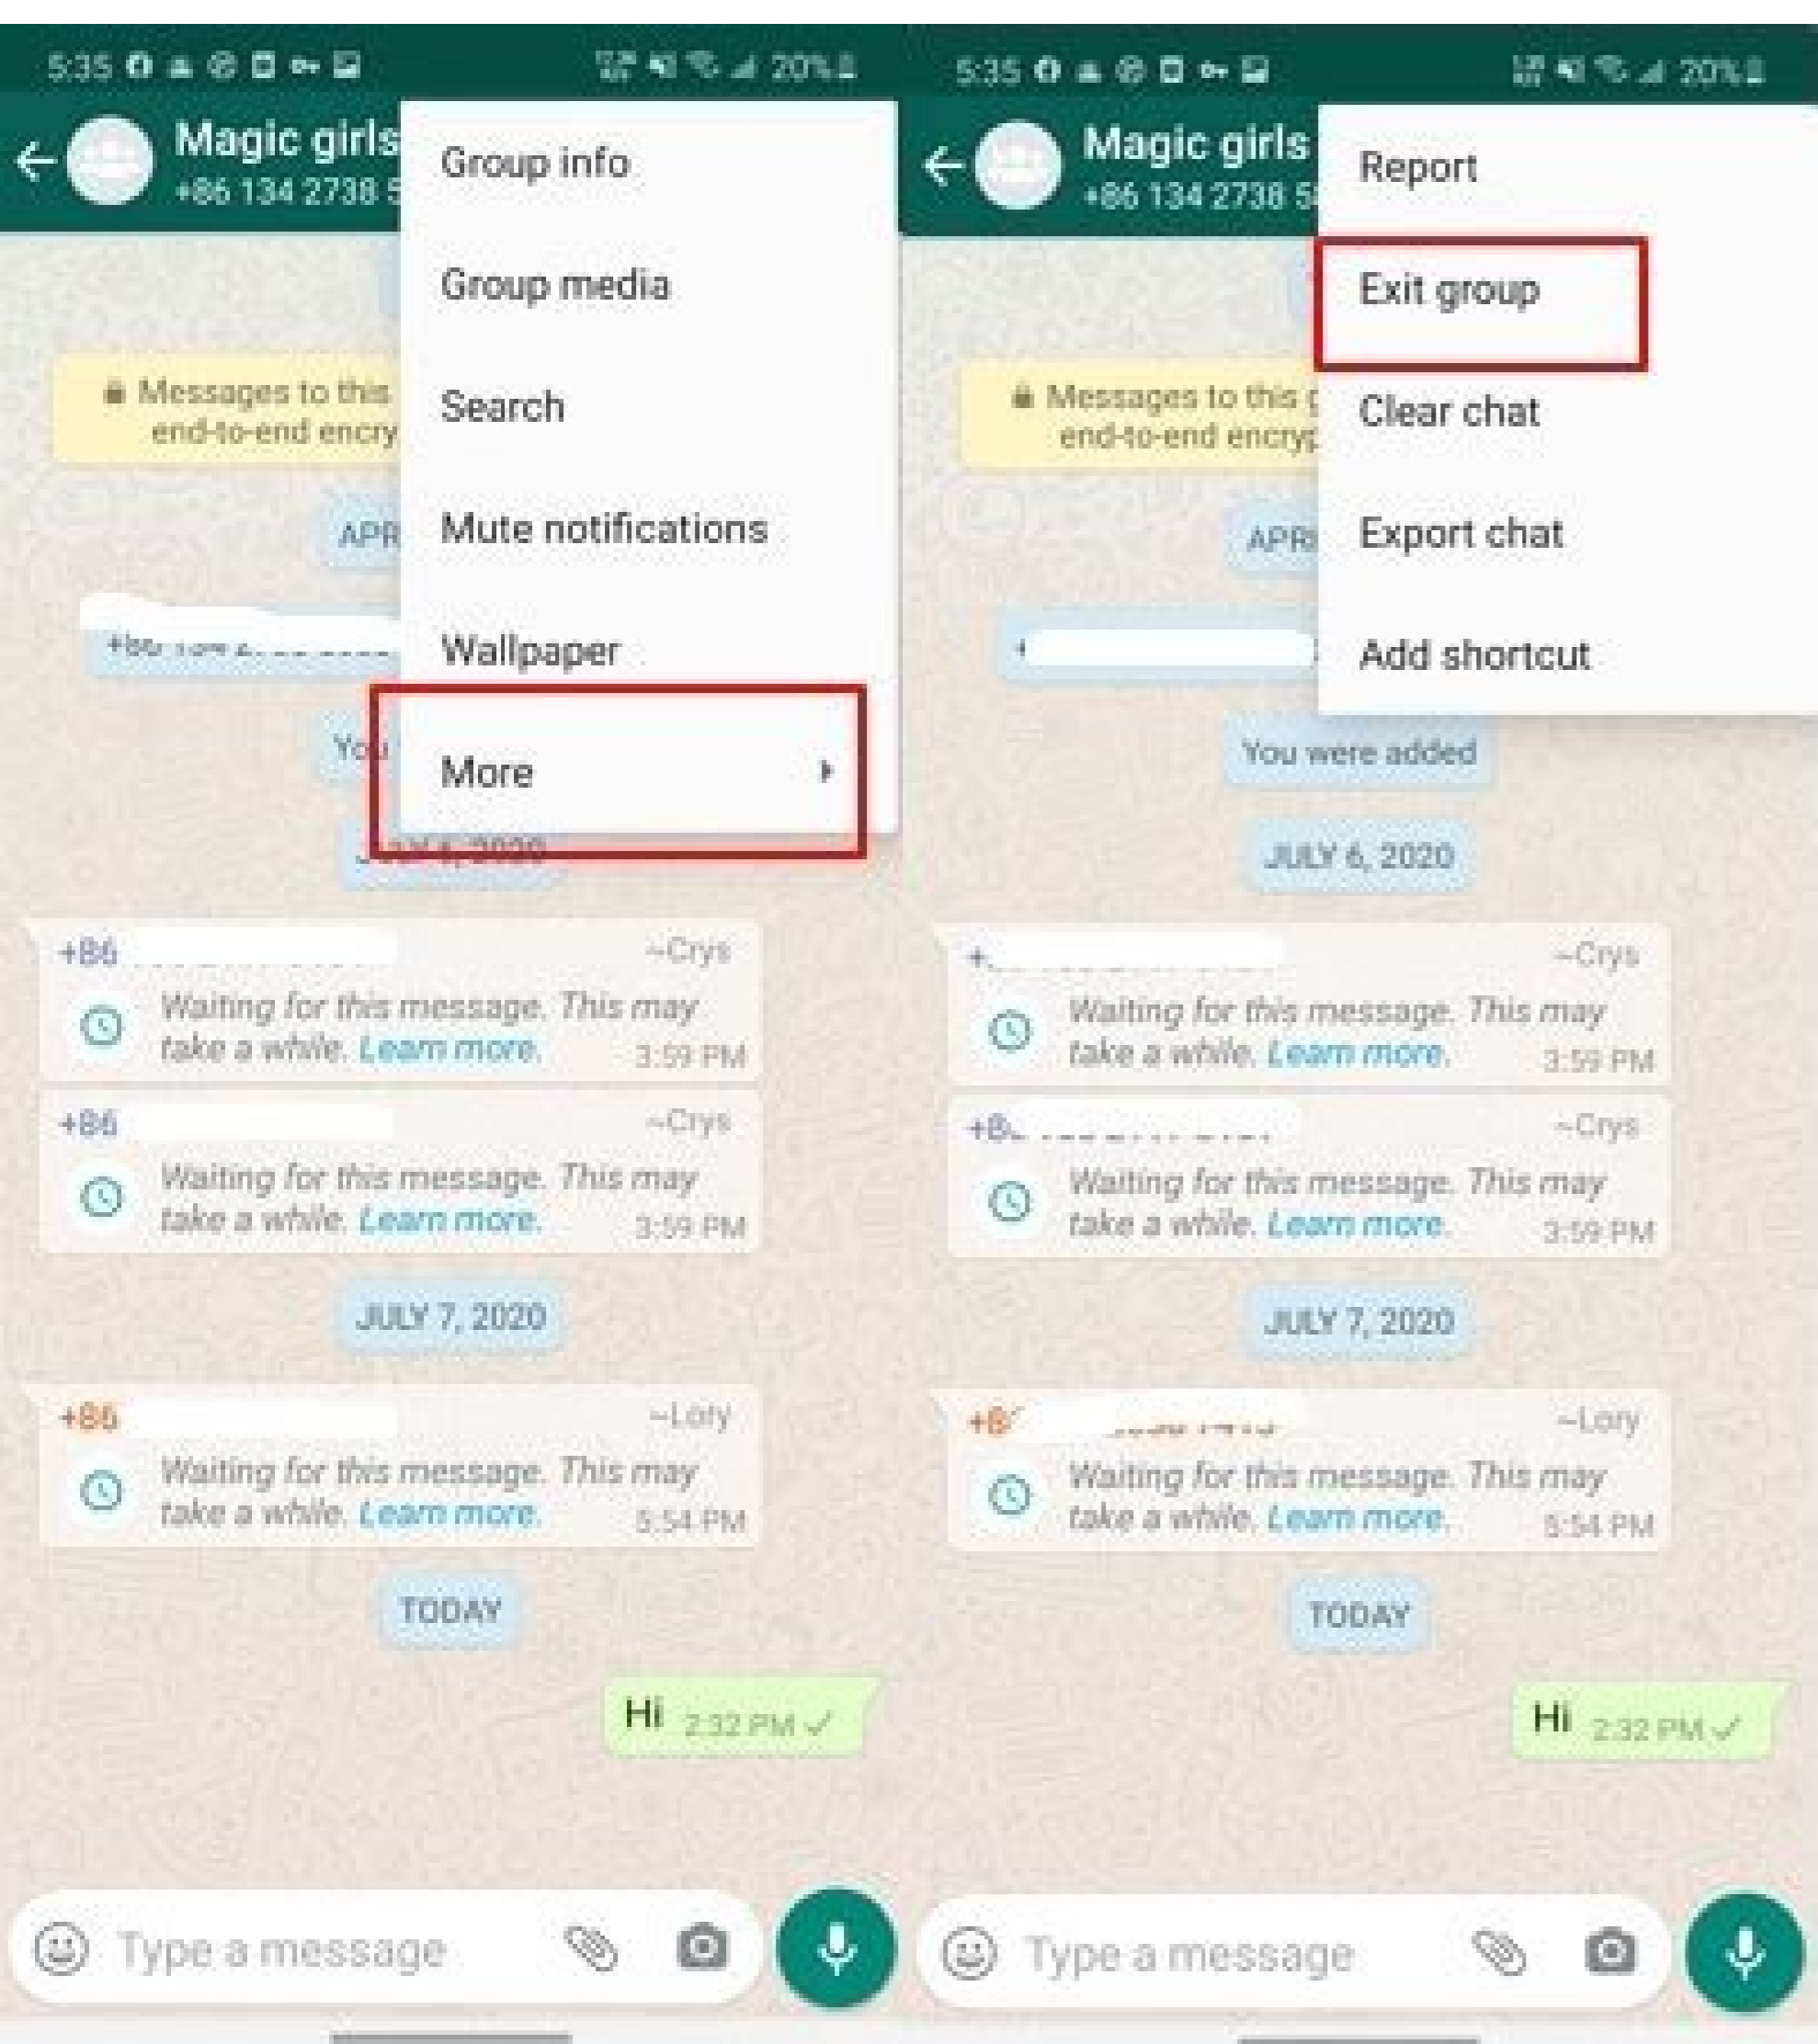 5:35
20%
Magic girls
+86 134 2738 5
Group info
Group media
Search
Mute notifications
Wallpaper
More
Messages to this
end-to-end encry
APR
You
JULY 6, 2020
+86 ~Crys
Waiting for this message. This may
take a while. Learn more. 3:59 PM
+86 ~Crys
Waiting for this message. This may
take a while. Learn more. 3:59 PM
JULY 7, 2020
+86 ~Lory
Waiting for this message. This may
take a while. Learn more. 5:54 PM
TODAY
Hi 2:32 PM
Type a message
5:35
20%
Magic girls
+86 134 2738 5
Report
Exit group
Clear chat
Export chat
Add shortcut
Messages to this g
end-to-end encryp
APRI
You were added
JULY 6, 2020
~Crys
Waiting for this message. This may
take a while. Learn more. 3:59 PM
~Crys
Waiting for this message. This may
take a while. Learn more. 3:59 PM
JULY 7, 2020
~Lory
Waiting for this message. This may
take a while. Learn more. 5:54 PM
TODAY
Hi 2:32 PM
Type a message